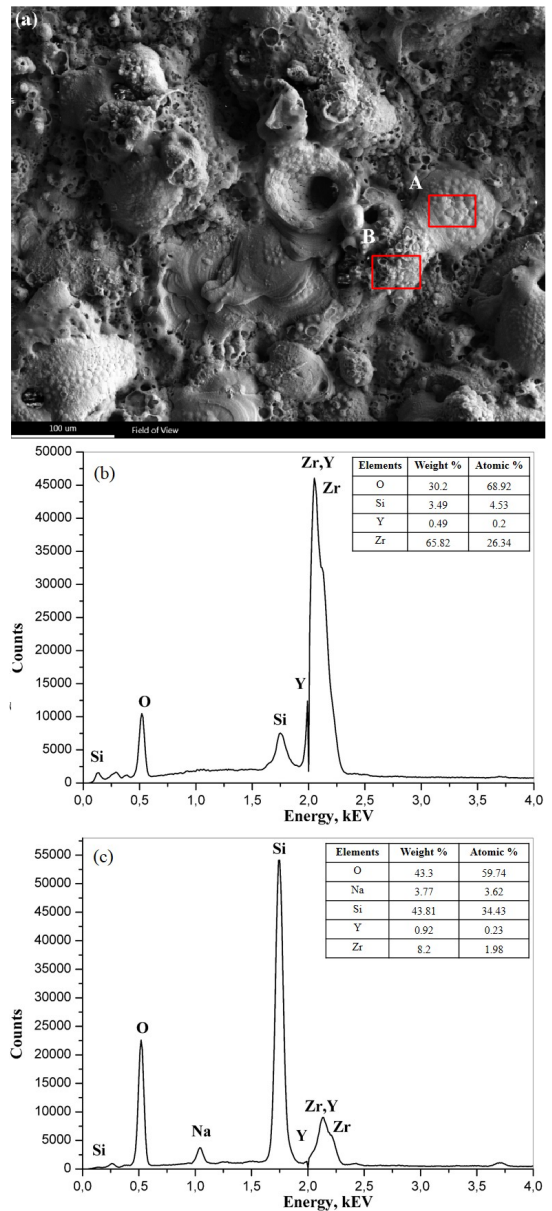 (a)
A
B
100 um
Field of View
(b)
Zr,Y
Zr
Y
Si
O
Si
Counts
50000
45000
40000
35000
30000
25000
20000
15000
10000
5000
0
0,0 0,5 1,0 1,5 2,0 2,5 3,0 3,5 4,0
Energy, kEV
Elements Weight % Atomic %
O 30.2 68.92
Si 3.49 4.53
Y 0.49 0.2
Zr 65.82 26.34
(c)
Si
O
Na
Si
Y
Zr,Y
Zr
Counts
55000
50000
45000
40000
35000
30000
25000
20000
15000
10000
5000
0
0,0 0,5 1,0 1,5 2,0 2,5 3,0 3,5 4,0
Energy, kEV
Elements Weight % Atomic %
O 43.3 59.74
Na 3.77 3.62
Si 43.81 34.43
Y 0.92 0.23
Zr 8.2 1.98